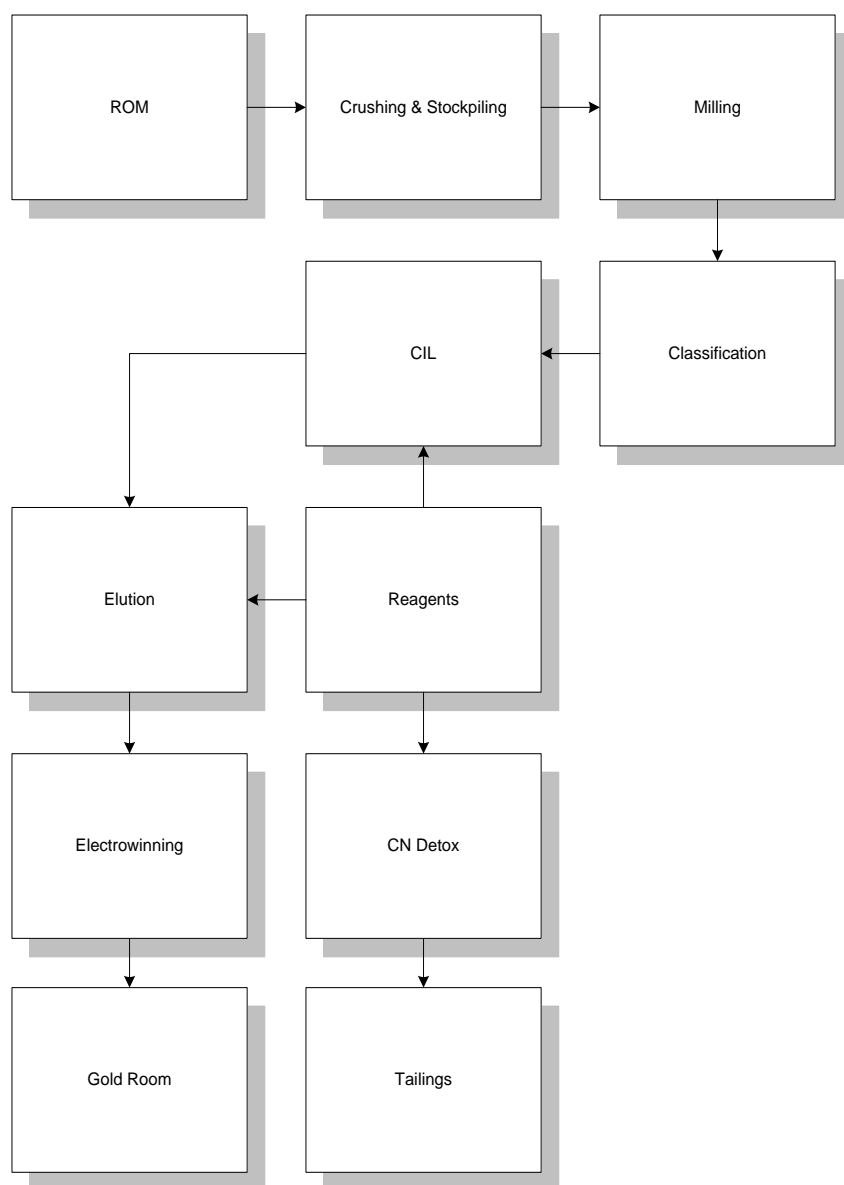 ROM
Crushing & Stockpiling
Milling
CIL
Classification
Elution
Reagents
Electrowinning
CN Detox
Gold Room
Tailings